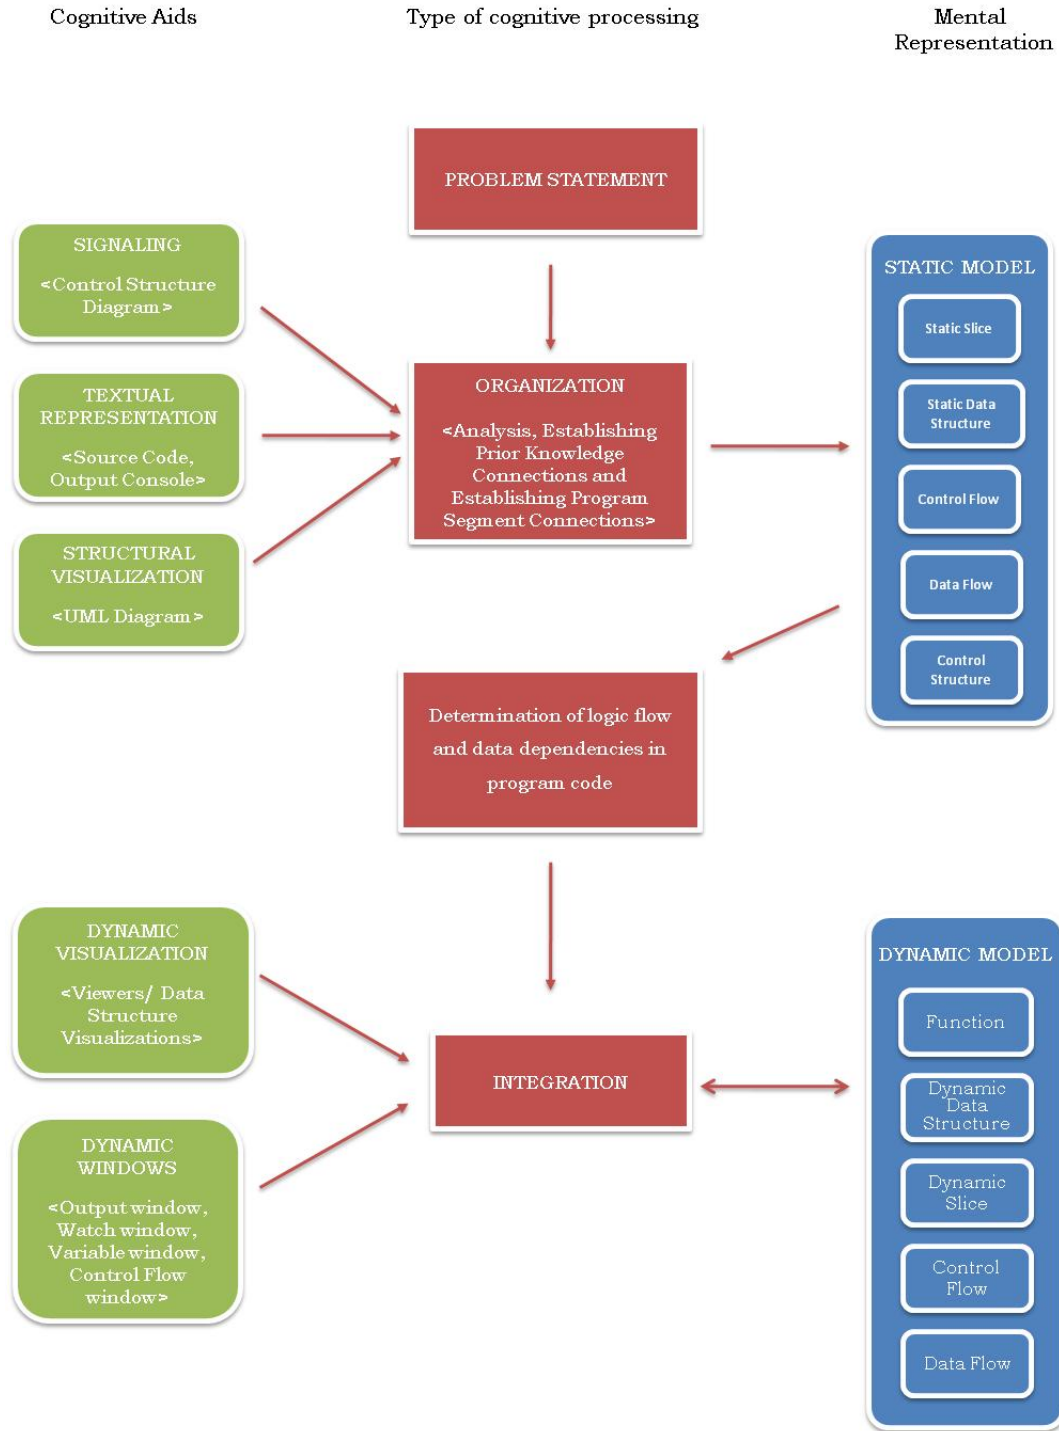 Cognitive Aids
Type of cognitive processing
Mental
Representation
PROBLEM STATEMENT
SIGNALING
<Control Structure
Diagram>
TEXTUAL
REPRESENTATION
<Source Code,
Output Console>
STRUCTURAL
VISUALIZATION
<UML Diagram>
ORGANIZATION
<Analysis, Establishing
Prior Knowledge
Connections and
Establishing Program
Segment Connections>
STATIC MODEL
Static Slice
Static Data
Structure
Control Flow
Data Flow
Control
Structure
Determination of logic flow
and data dependencies in
program code
DYNAMIC
VISUALIZATION
<Viewers/ Data
Structure
Visualizations>
DYNAMIC
WINDOWS
<Output window,
Watch window,
Variable window,
Control Flow
window>
INTEGRATION
DYNAMIC MODEL
Function
Dynamic
Data
Structure
Dynamic
Slice
Control
Flow
Data Flow